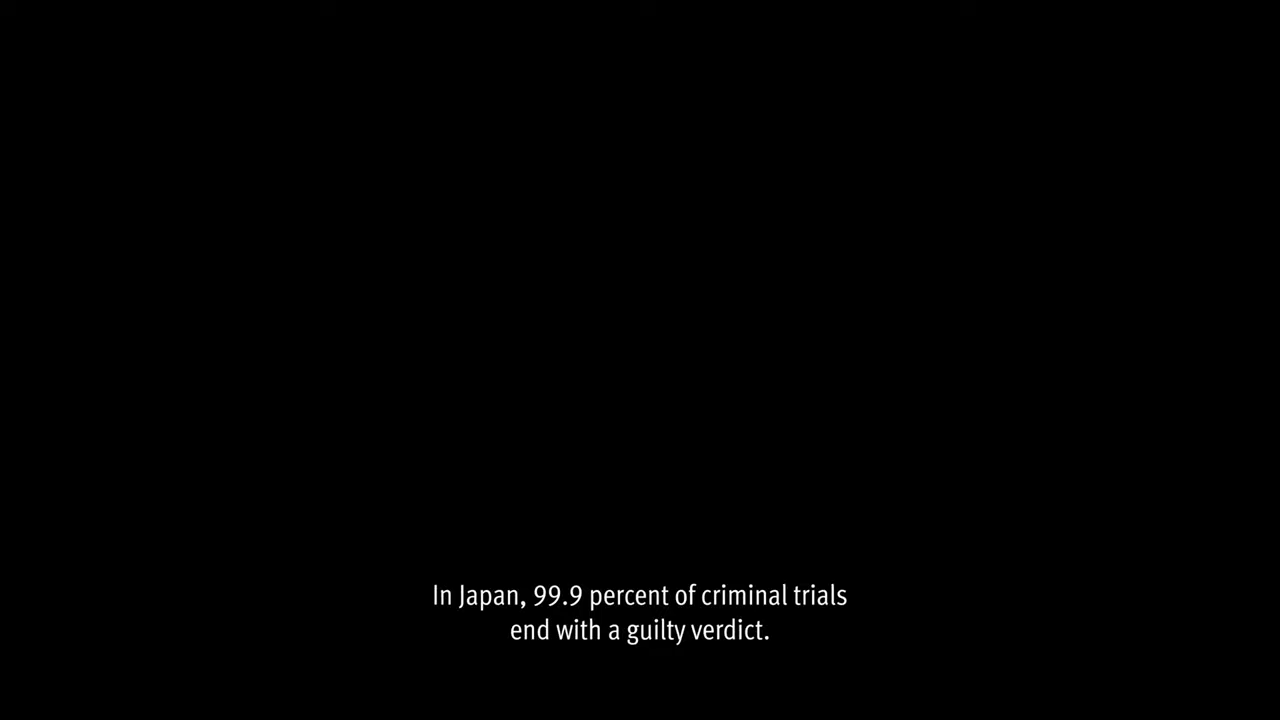 In Japan, 99.9 percent of criminal trials
end with a guilty verdict.